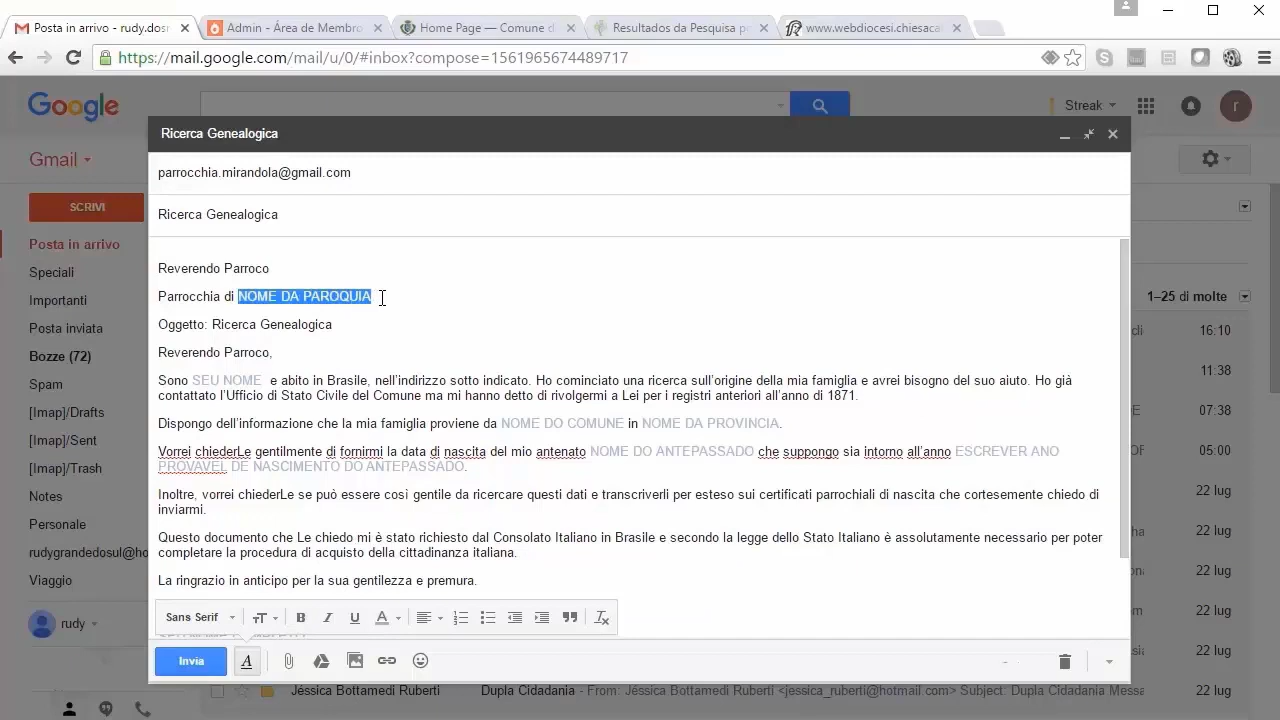 Posta in arrivo - rudy.dosr
Admin - Área de Membro
Home Page — Comune d
Resultados da Pesquisa p
www.webdiocesi.chiesaca
https://mail.google.com/mail/u/0/#inbox?compose=1561965674489717
Google
Streak
r
Gmail
SCRIVI
Posta in arrivo
Speciali
Importanti
Posta inviata
Bozze (72)
Spam
[Imap]/Drafts
[Imap]/Sent
[Imap]/Trash
Notes
Personale
rudygrandedosul@ho
Viaggio
rudy
Ricerca Genealogica
parrocchia.mirandola@gmail.com
Ricerca Genealogica
Reverendo Parroco
Parrocchia di NOME DA PAROQUIA
Oggetto: Ricerca Genealogica
Reverendo Parroco,
Sono SEU NOME e abito in Brasile, nell'indirizzo sotto indicato. Ho cominciato una ricerca sull'origine della mia famiglia e avrei bisogno del suo aiuto. Ho già
contattato l'Ufficio di Stato Civile del Comune ma mi hanno detto di rivolgermi a Lei per i registri anteriori all'anno di 1871.
Dispongo dell'informazione che la mia famiglia proviene da NOME DO COMUNE in NOME DA PROVINCIA.
Vorrei chiederLe gentilmente di fornirmi la data di nascita del mio antenato NOME DO ANTEPASSADO che suppongo sia intorno all'anno ESCREVER ANO
PROVAVEL DE NASCIMENTO DO ANTEPASSADO.
Inoltre, vorrei chiederLe se può essere così gentile da ricercare questi dati e transcriverli per esteso sui certificati parrochiali di nascita che cortesemente chiedo di
inviarmi.
Questo documento che Le chiedo mi è stato richiesto dal Consolato Italiano in Brasile e secondo la legge dello Stato Italiano è assolutamente necessario per poter
completare la procedura di acquisto della cittadinanza italiana.
La ringrazio in anticipo per la sua gentilezza e premura.
Sans Serif
Invia
1–25 di molte
16:10
11:38
07:38
05:00
22 lug
22 lug
22 lug
22 lug
22 lug
22 lug
Jéssica Bottamedi Ruberti Dupla Cidadania - From: Jéssica Bottamedi Ruberti <jessica_ruberti@hotmail com> Subject: Dupla Cidadania Messa